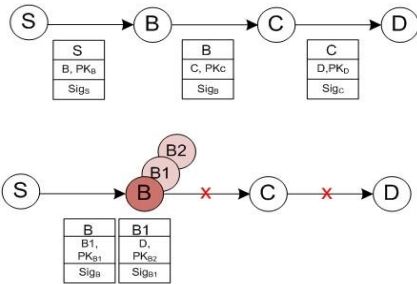 S B C D
S B C
B, PKB C, PKc D,PKD
SigS SigB SigC
B2
B1
S B x C x D
B B1
B1, D,
PKB1 PKB2
SigB SigB1